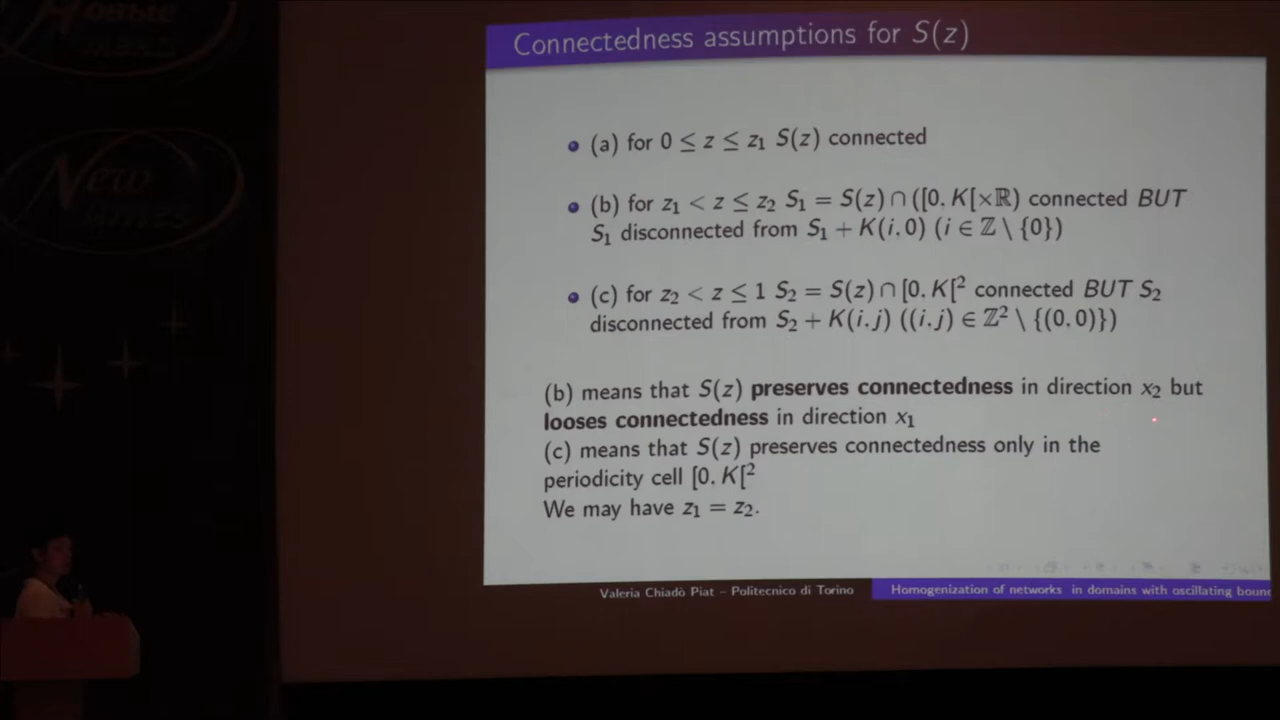 Новые
имена
New
Names
Connectedness assumptions for S(z)
(a) for 0 ≤ z ≤ z₁ S(z) connected
(b) for z₁ < z ≤ z₂ S₁ = S(z) ∩ ([0, K[×ℝ) connected BUT
S₁ disconnected from S₁ + K(i, 0) (i ∈ ℤ \ {0})
(c) for z₂ < z ≤ 1 S₂ = S(z) ∩ [0, K[² connected BUT S₂
disconnected from S₂ + K(i, j) ((i, j) ∈ ℤ² \ {(0, 0)})
(b) means that S(z) preserves connectedness in direction x₂ but
looses connectedness in direction x₁
(c) means that S(z) preserves connectedness only in the
periodicity cell [0, K[²
We may have z₁ = z₂.
Valeria Chiadò Piat – Politecnico di Torino
Homogenization of networks in domains with oscillating bound